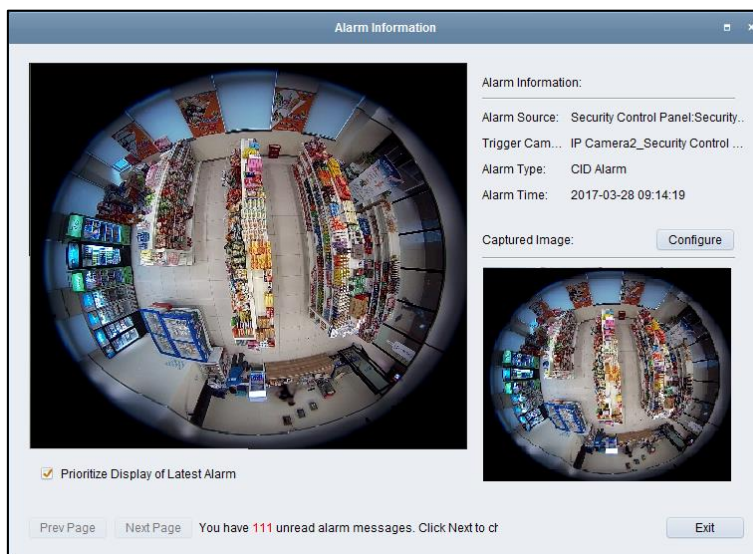 Alarm Information
Alarm Information:
Alarm Source: Security Control Panel:Security..
Trigger Cam... IP Camera2_Security Control ...
Alarm Type: CID Alarm
Alarm Time: 2017-03-28 09:14:19
Captured Image: Configure
Prioritize Display of Latest Alarm
Prev Page Next Page You have 111 unread alarm messages. Click Next to ch
Exit